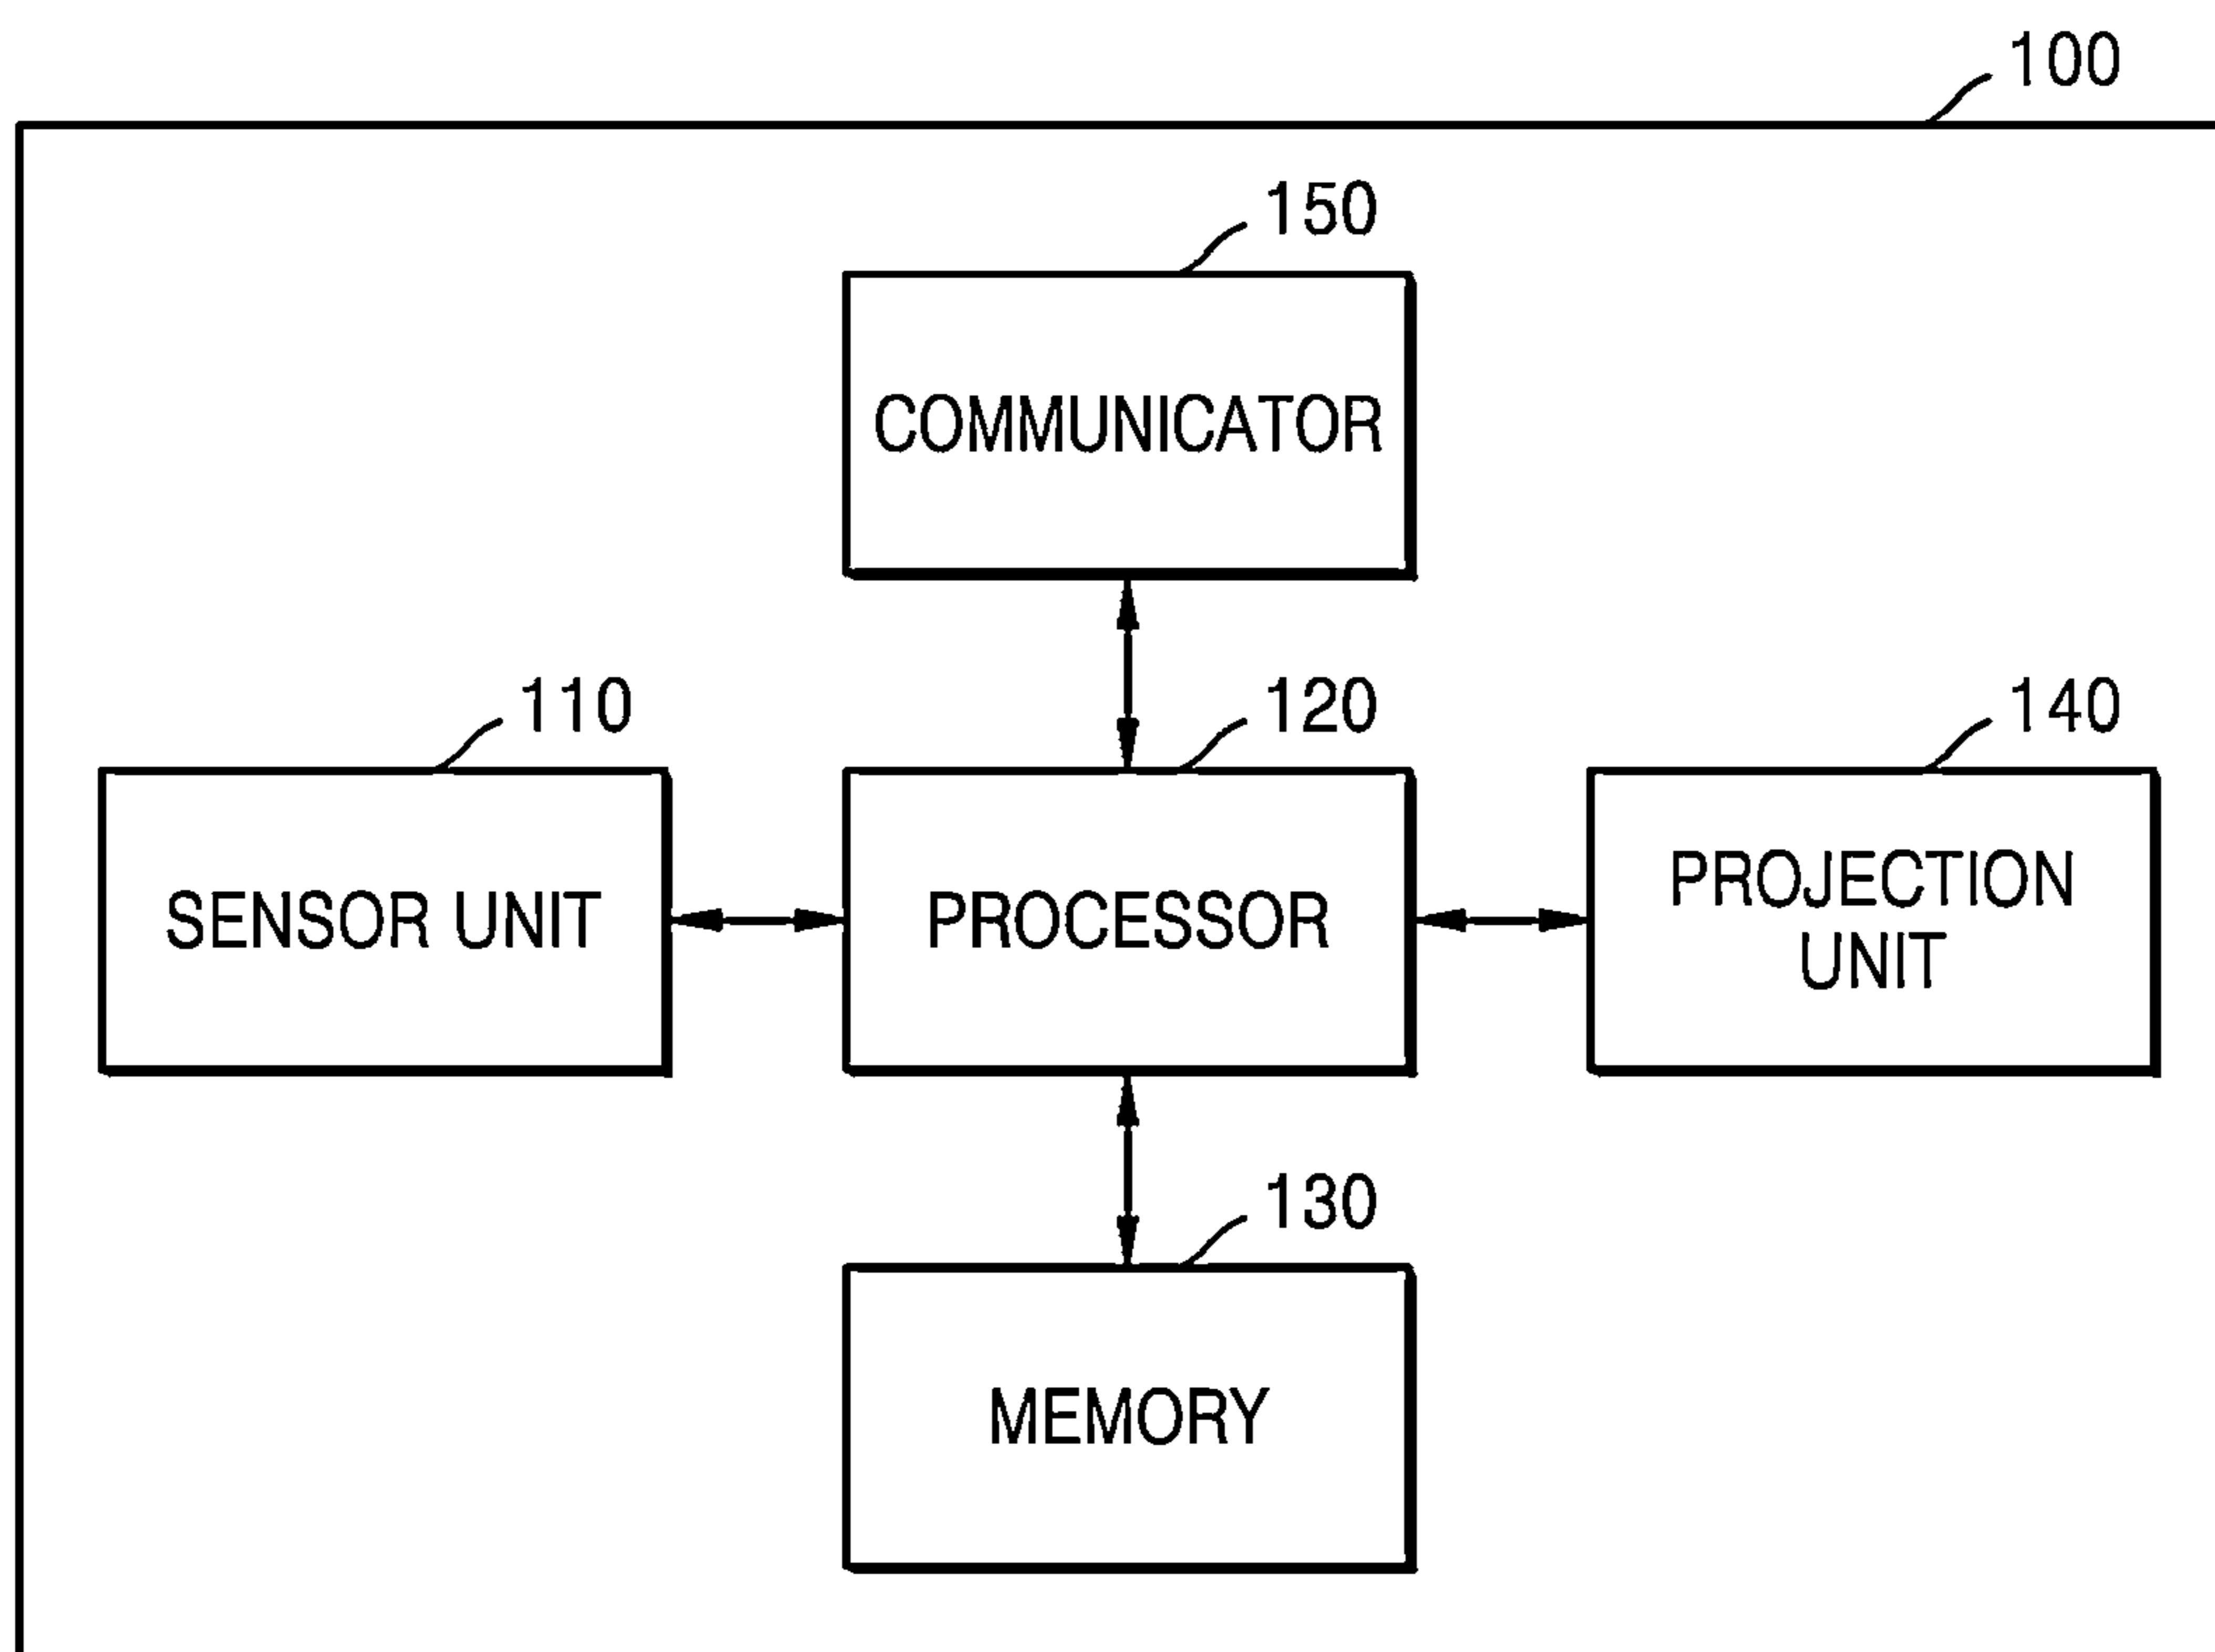 100
150
COMMUNICATOR
110
120
140
SENSOR UNIT
PROCESSOR
PROJECTION
UNIT
130
MEMORY